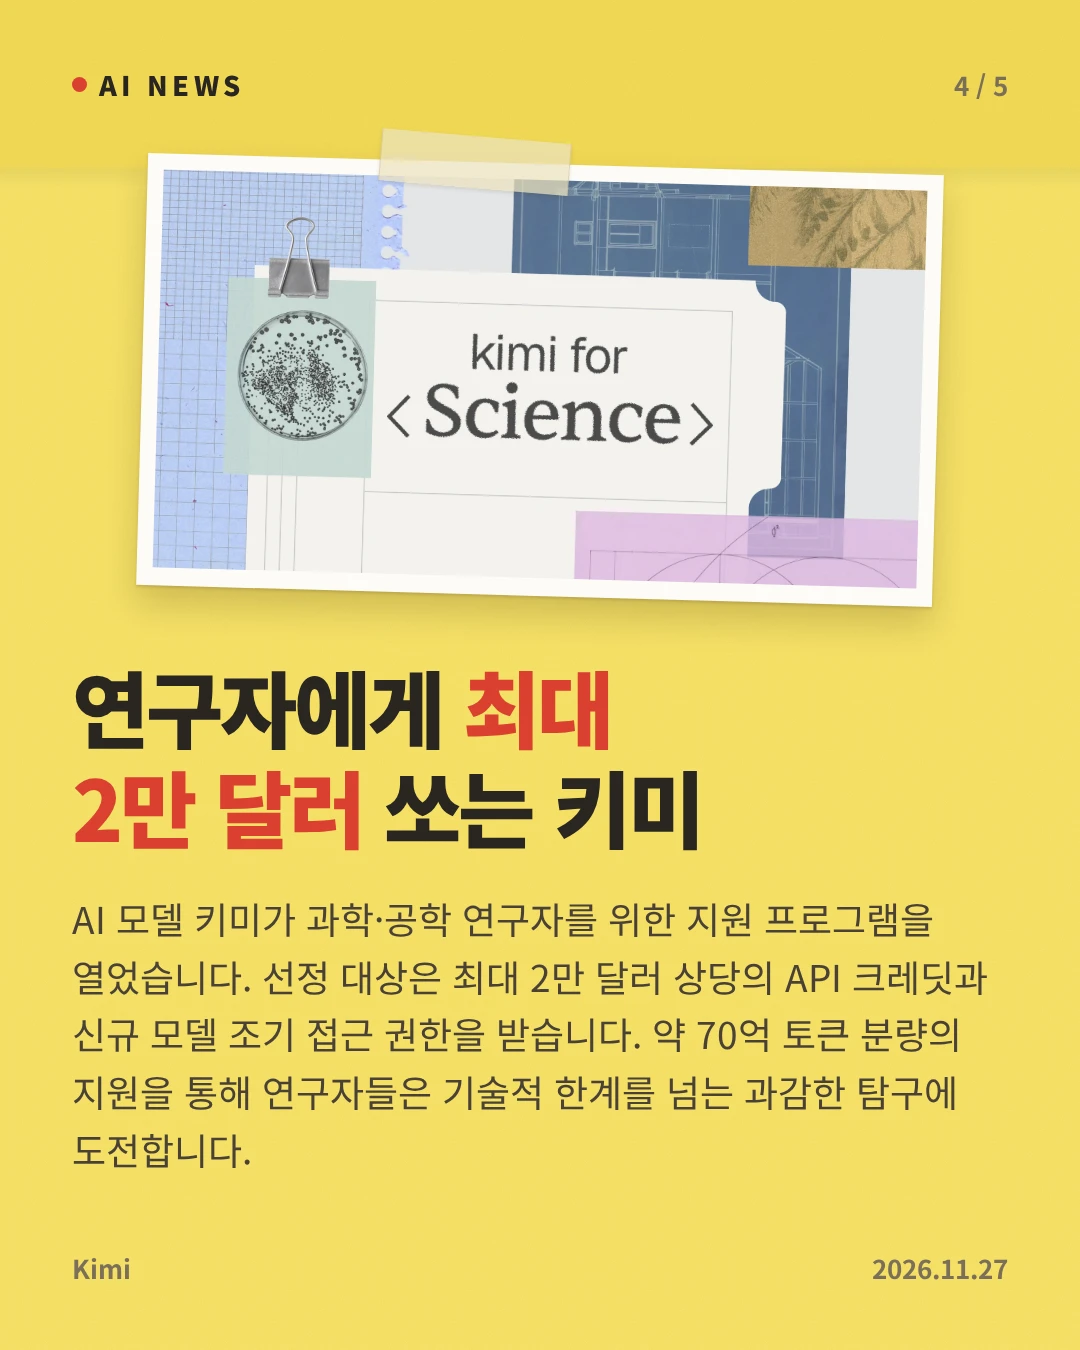 AI NEWS
4 / 5
kimi for
<Science>
연구자에게 최대
2만 달러 쏘는 키미
AI 모델 키미가 과학·공학 연구자를 위한 지원 프로그램을
열었습니다. 선정 대상은 최대 2만 달러 상당의 API 크레딧과
신규 모델 조기 접근 권한을 받습니다. 약 70억 토큰 분량의
지원을 통해 연구자들은 기술적 한계를 넘는 과감한 탐구에
도전합니다.
Kimi
2026.11.27